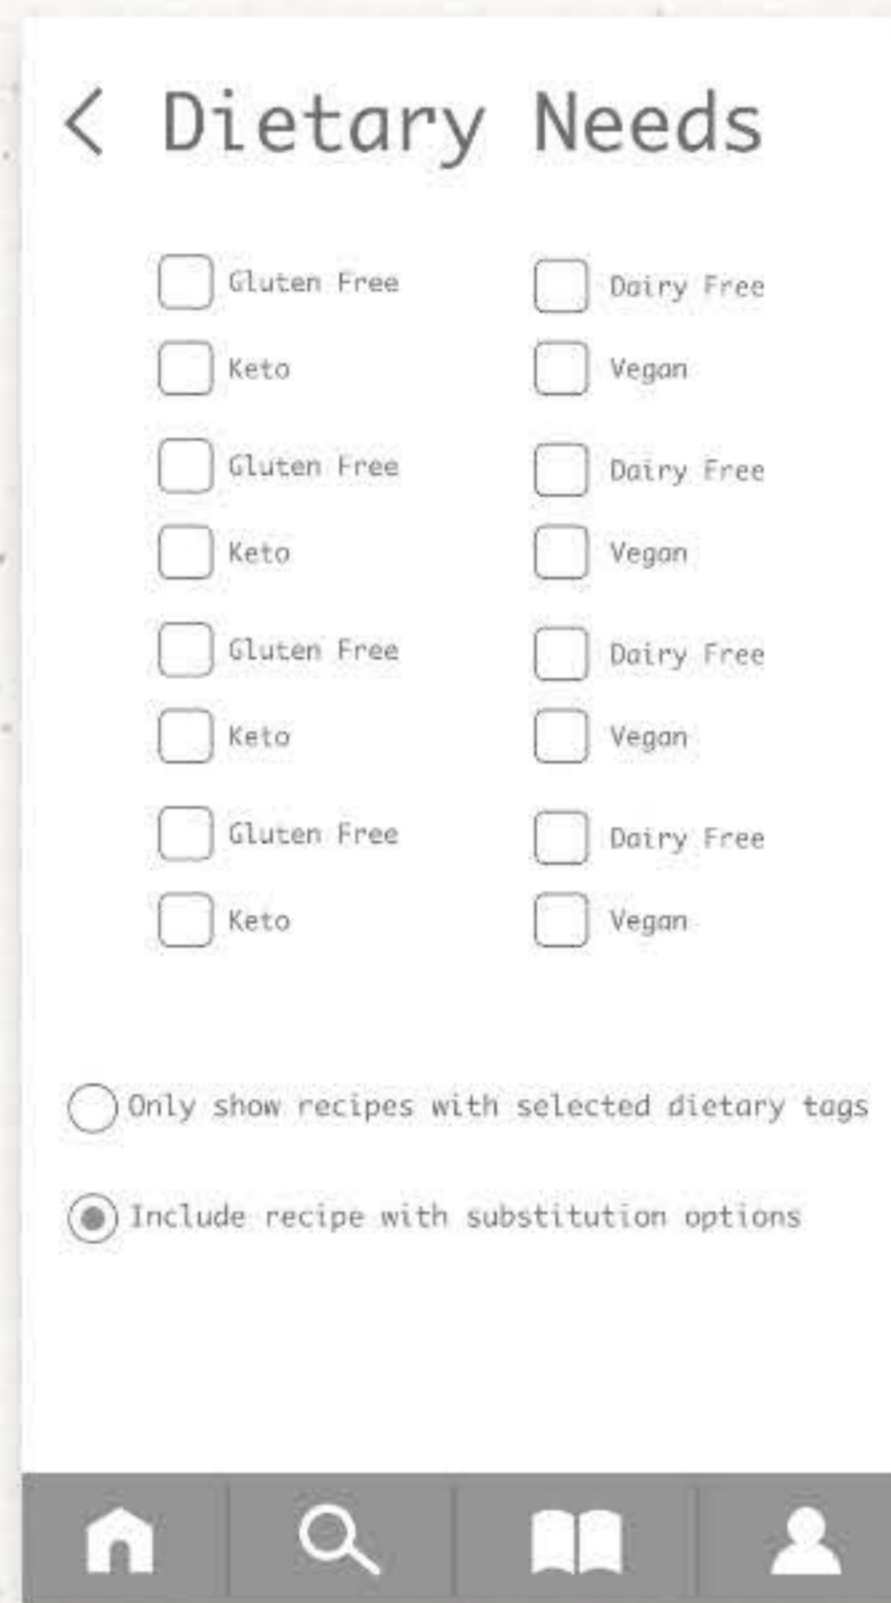 Dietary Needs
Gluten Free Dairy Free
Keto Vegan
Gluten Free Dairy Free
Keto Vegan
Gluten Free Dairy Free
Keto Vegan
Gluten Free Dairy Free
Keto Vegan
Only show recipes with selected dietary tags
Include recipe with substitution options